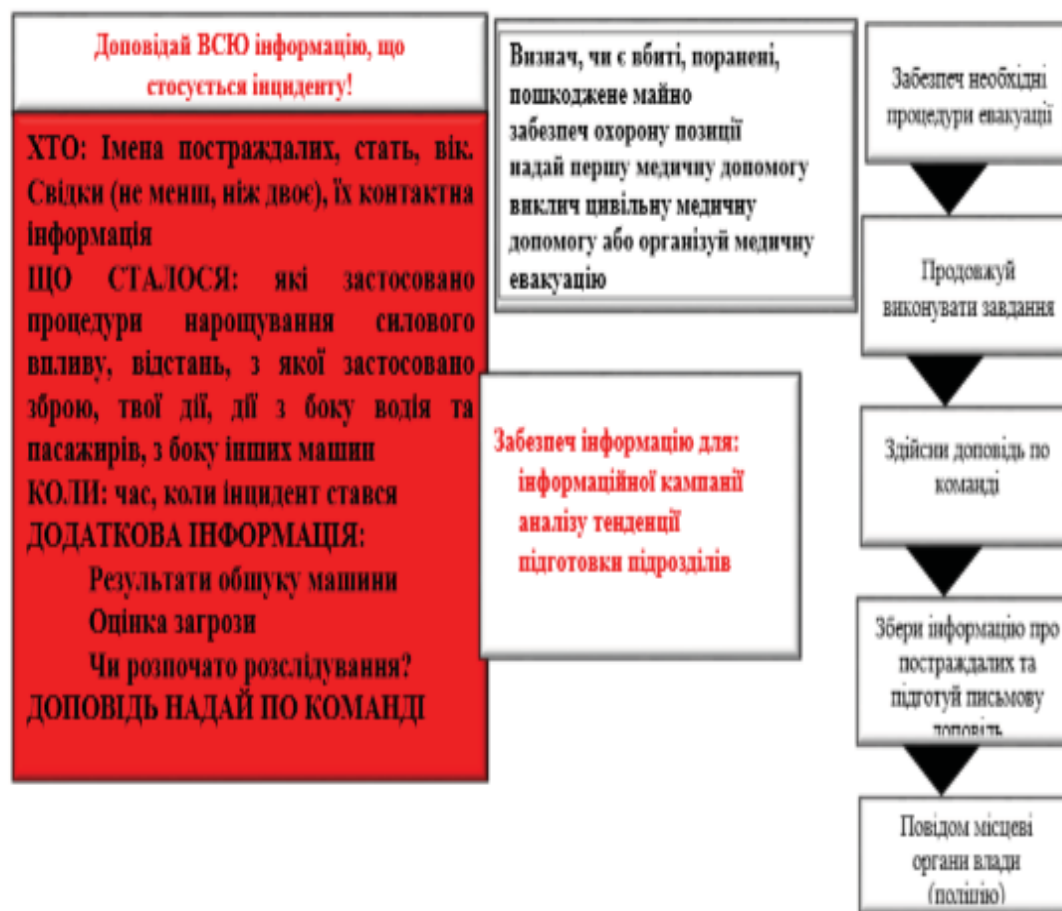 Доповідай ВСЮ інформацію, що
стосується інциденту!
ХТО: Імена постраждалих, стать, вік.
Свідки (не менш, ніж двоє), їх контактна
інформація
ЩО СТАЛОСЯ: які застосовано
процедури нарощування силового
впливу, відстань, з якої застосовано
зброю, твої дії, дії з боку водія та
пасажирів, з боку інших машин
КОЛИ: час, коли інцидент стався
ДОДАТКОВА ІНФОРМАЦІЯ:
Результати обшуку машини
Оцінка загрози
Чи розпочато розслідування?
ДОПОВІДЬ НАДАЙ ПО КОМАНДІ
Визнач, чи є вбиті, поранені,
пошкоджене майно
забезпеч охорону позиції
надай першу медичну допомогу
виклич цивільну медичну
допомогу або організуй медичну
евакуацію
Забезпеч інформацію для:
інформаційної кампанії
аналізу тенденції
підготовки підрозділів
Забезпеч необхідні
процедури евакуації
Продовжуй
виконувати завдання
Здійсни доповідь по
команді
Збери інформацію про
постраждалих та
підготуй письмову
доповідь
Повідом місцеві
органи влади
(поліцію)